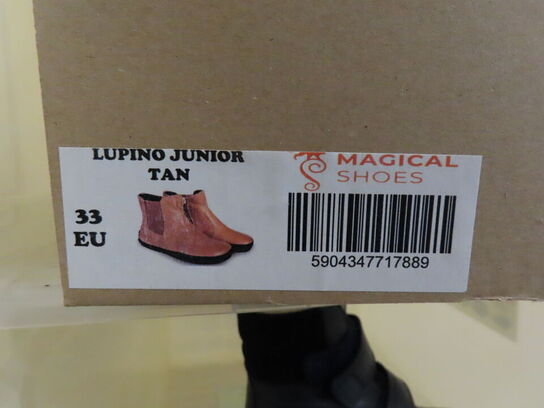 LUPINO JUNIOR
TAN
33
EU
MAGICAL
SHOES
5904347717889